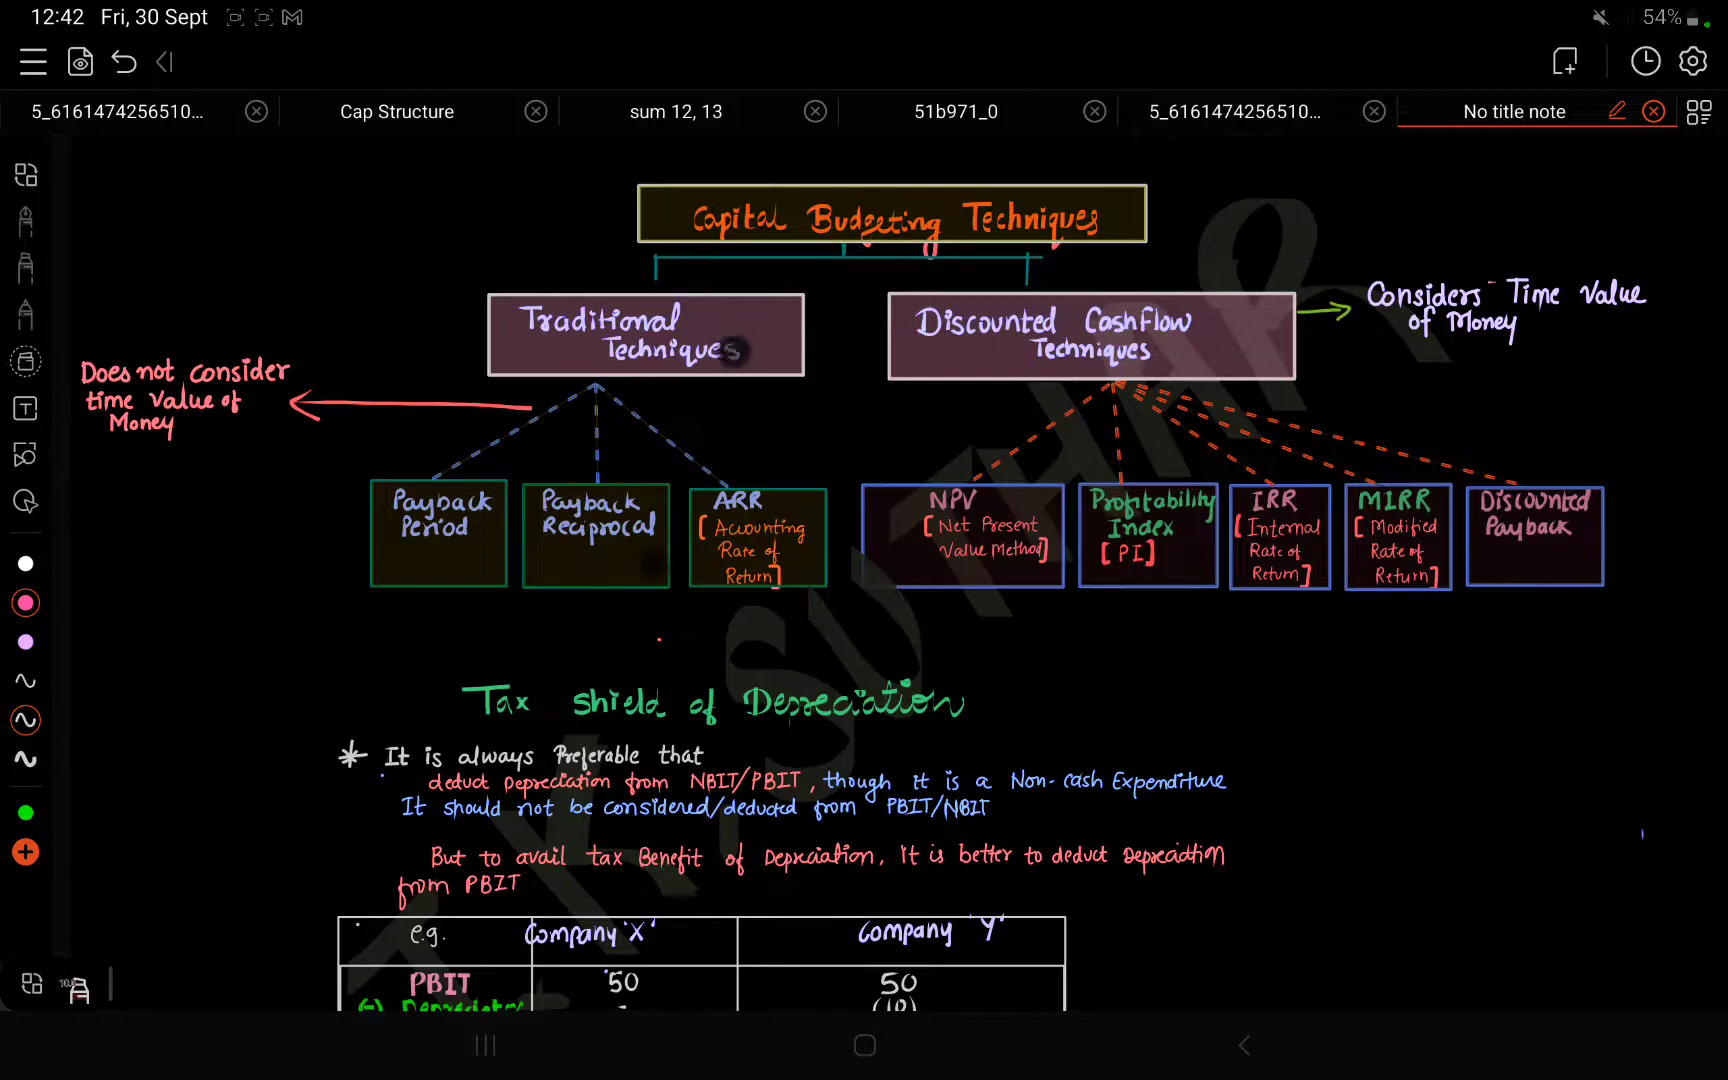 12:42 Fri, 30 Sept
54%
5_6161474256510...
Cap Structure
sum 12, 13
51b971_0
5_6161474256510...
No title note
Capital Budgeting Techniques
Traditional
Techniques
Discounted Cashflow
Techniques
Considers Time Value
of Money
Does not consider
time value of
Money
Payback
Period
Payback
Reciprocal
ARR
[Accounting
Rate of
Return]
NPV
[Net Present
Value Method]
Profitability
Index
[PI]
IRR
[Internal
Rate of
Return]
MIRR
[Modified
Rate of
Return]
Discounted
Payback
Tax Shield of Depreciation
* It is always Preferable that
deduct Depreciation from NBIT/PBIT, though it is a Non-cash Expenditure
It should not be considered/deducted from PBIT/NBIT
But to avail tax Benefit of Depreciation, it is better to deduct Depreciation
from PBIT
e.g. Company 'X' Company 'Y'
PBIT 50 50
(-) (10)